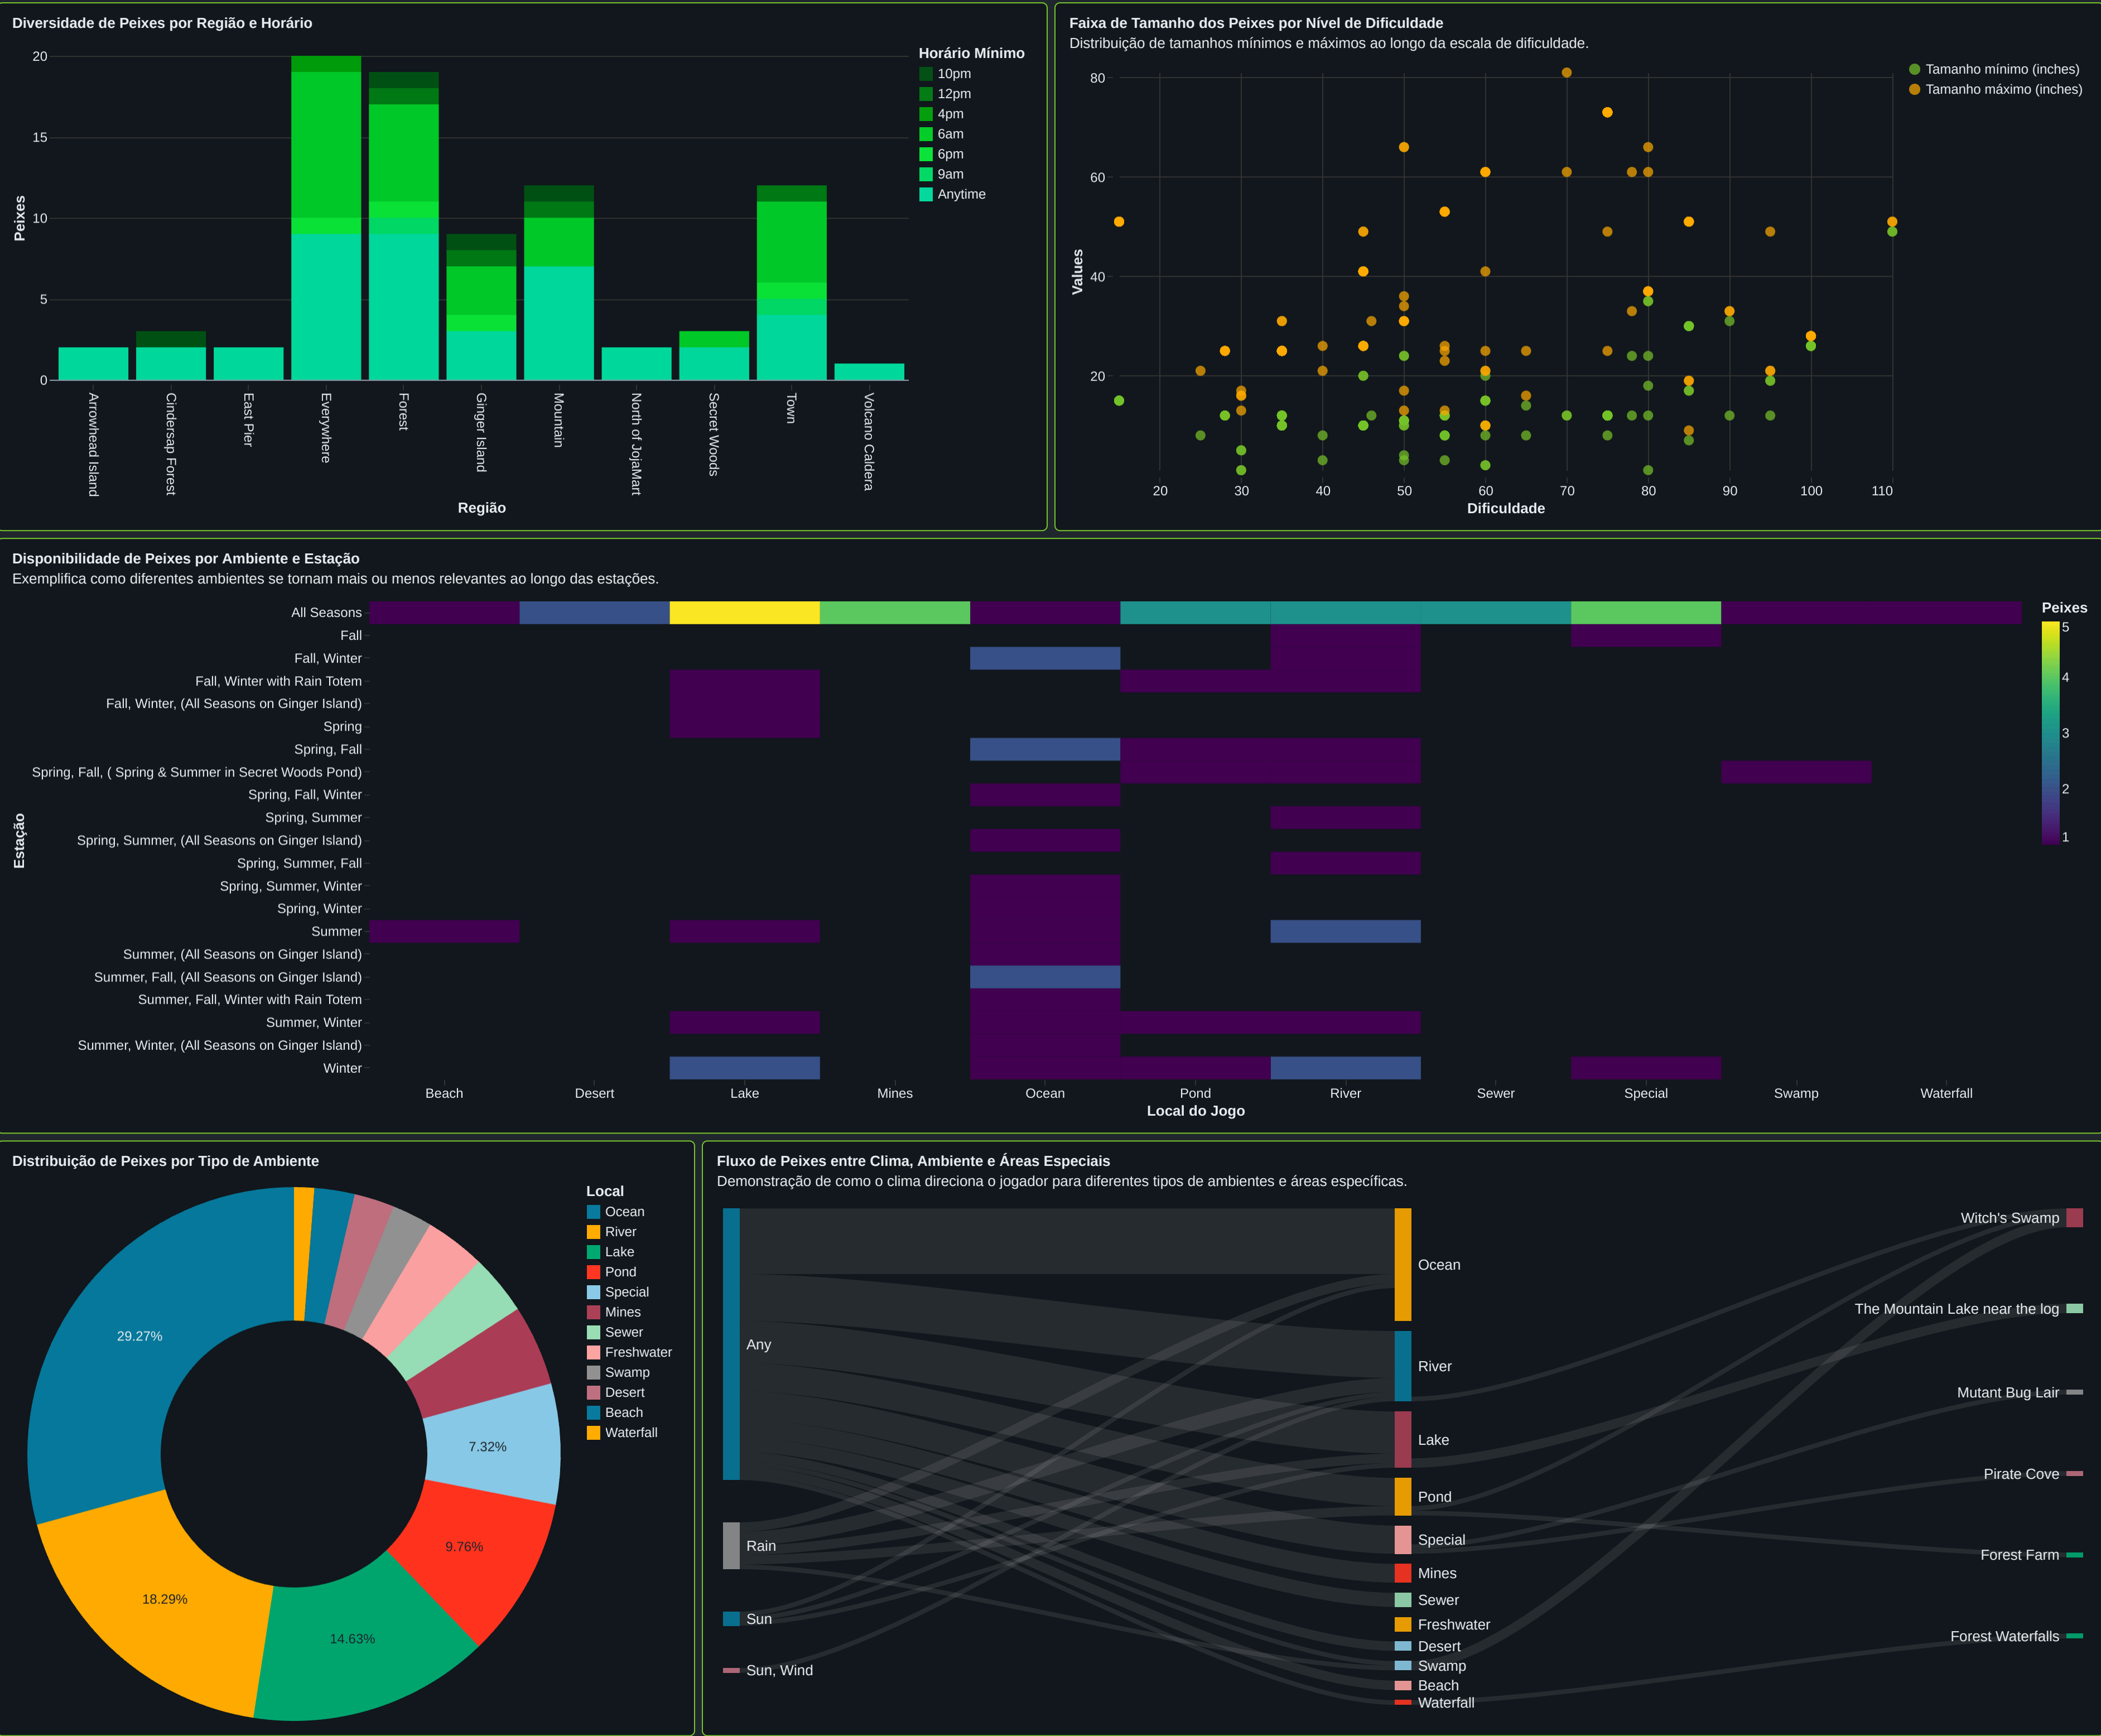 Diversidade de Peixes por Região e Horário
20
15
10
5
0
Peixes
Arrowhead Island
Cindersap Forest
East Pier
Everywhere
Forest
Ginger Island
Mountain
North of JojaMart
Secret Woods
Town
Volcano Caldera
Região
Horário Mínimo
10pm
12pm
4pm
6am
6pm
9am
Anytime
Faixa de Tamanho dos Peixes por Nível de Dificuldade
Distribuição de tamanhos mínimos e máximos ao longo da escala de dificuldade.
80
60
40
20
Values
20 30 40 50 60 70 80 90 100 110
Dificuldade
Tamanho mínimo (inches)
Tamanho máximo (inches)
Disponibilidade de Peixes por Ambiente e Estação
Exemplifica como diferentes ambientes se tornam mais ou menos relevantes ao longo das estações.
Estação
All Seasons
Fall
Fall, Winter
Fall, Winter with Rain Totem
Fall, Winter, (All Seasons on Ginger Island)
Spring
Spring, Fall
Spring, Fall, ( Spring & Summer in Secret Woods Pond)
Spring, Fall, Winter
Spring, Summer
Spring, Summer, (All Seasons on Ginger Island)
Spring, Summer, Fall
Spring, Summer, Winter
Spring, Winter
Summer
Summer, (All Seasons on Ginger Island)
Summer, Fall, (All Seasons on Ginger Island)
Summer, Fall, Winter with Rain Totem
Summer, Winter
Summer, Winter, (All Seasons on Ginger Island)
Winter
Beach Desert Lake Mines Ocean Pond River Sewer Special Swamp Waterfall
Local do Jogo
Peixes
5
4
3
2
1
Distribuição de Peixes por Tipo de Ambiente
29.27%
18.29%
14.63%
9.76%
7.32%
Local
Ocean
River
Lake
Pond
Special
Mines
Sewer
Freshwater
Swamp
Desert
Beach
Waterfall
Fluxo de Peixes entre Clima, Ambiente e Áreas Especiais
Demonstração de como o clima direciona o jogador para diferentes tipos de ambientes e áreas específicas.
Any
Rain
Sun
Sun, Wind
Ocean
River
Lake
Pond
Special
Mines
Sewer
Freshwater
Desert
Swamp
Beach
Waterfall
Witch's Swamp
The Mountain Lake near the log
Mutant Bug Lair
Pirate Cove
Forest Farm
Forest Waterfalls